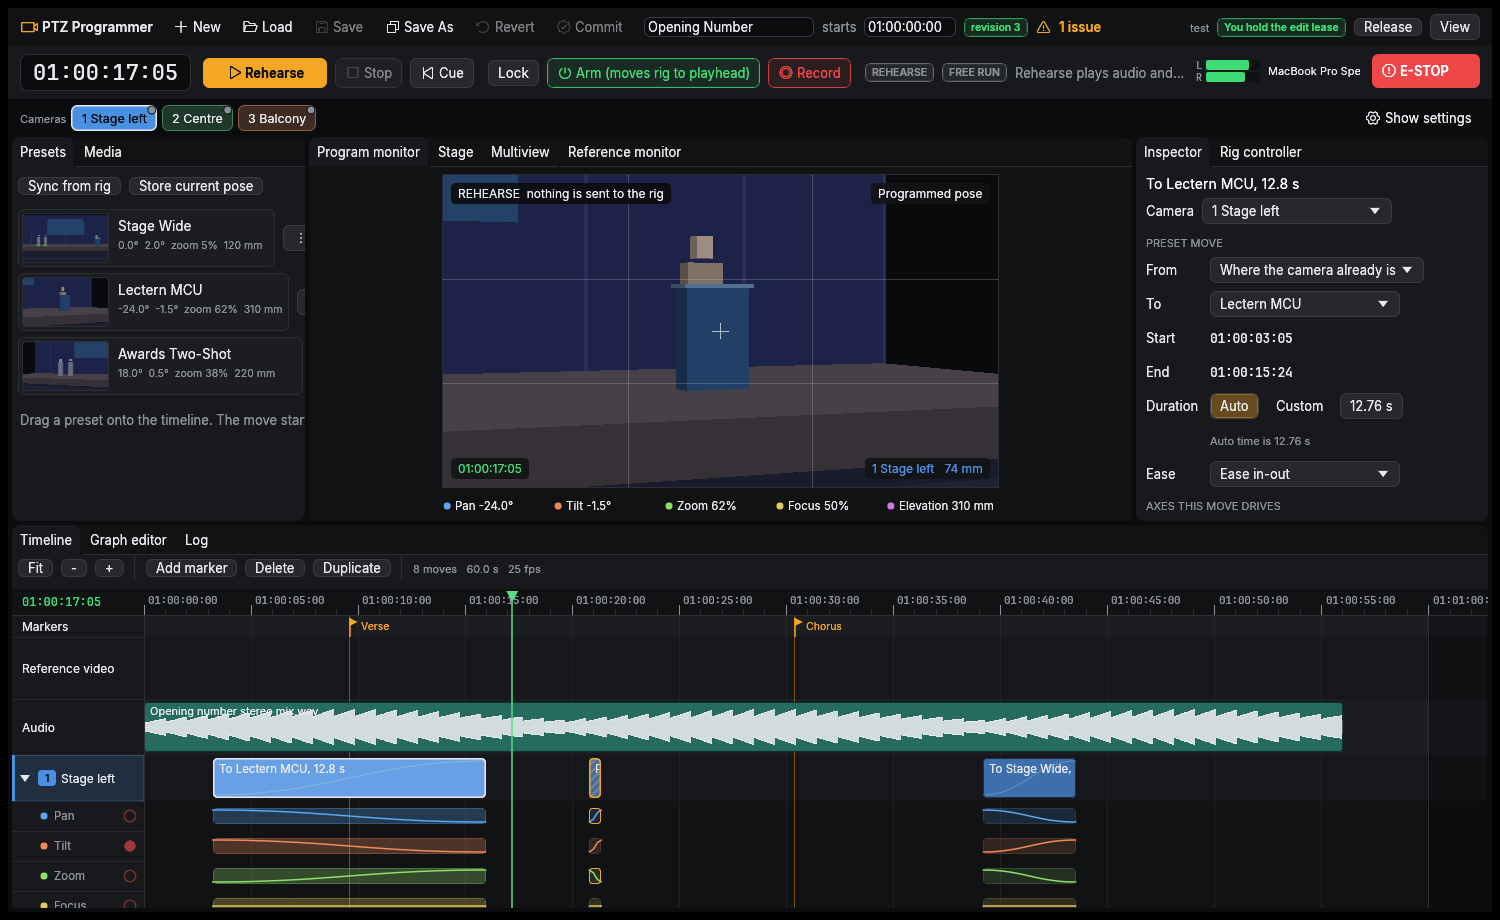 PTZ Programmer New Load Save Save As Revert Commit Opening Number starts 01:00:00:00 revision 3 1 issue test You hold the edit lease Release View
01:00:17:05 Rehearse Stop Cue Lock Arm (moves rig to playhead) Record REHEARSE FREE RUN Rehearse plays audio and... L R MacBook Pro Spe E-STOP
Cameras 1 Stage left 2 Centre 3 Balcony Show settings
Presets Media
Sync from rig Store current pose
Stage Wide
0.0° 2.0° zoom 5% 120 mm
Lectern MCU
-24.0° -1.5° zoom 62% 310 mm
Awards Two-Shot
18.0° 0.5° zoom 38% 220 mm
Drag a preset onto the timeline. The move star
Program monitor Stage Multiview Reference monitor
REHEARSE nothing is sent to the rig Programmed pose
01:00:17:05 1 Stage left 74 mm
Pan -24.0° Tilt -1.5° Zoom 62% Focus 50% Elevation 310 mm
Inspector Rig controller
To Lectern MCU, 12.8 s
Camera 1 Stage left
PRESET MOVE
From Where the camera already is
To Lectern MCU
Start 01:00:03:05
End 01:00:15:24
Duration Auto Custom 12.76 s
Auto time is 12.76 s
Ease Ease in-out
AXES THIS MOVE DRIVES
Timeline Graph editor Log
Fit - + Add marker Delete Duplicate 8 moves 60.0 s 25 fps
01:00:17:05 01:00:00:00 01:00:05:00 01:00:10:00 01:00:15:00 01:00:20:00 01:00:25:00 01:00:30:00 01:00:35:00 01:00:40:00 01:00:45:00 01:00:50:00 01:00:55:00 01:01:00:
Markers Verse Chorus
Reference video
Audio Opening number stereo mix.wav
1 Stage left To Lectern MCU, 12.8 s To Stage Wide,
Pan
Tilt
Zoom
Focus